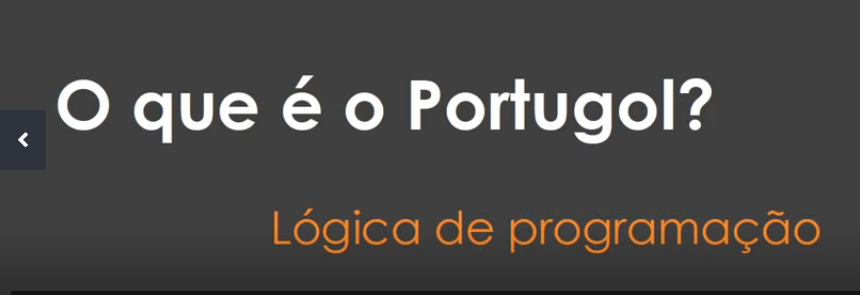 O que é o Portugol?
Lógica de programação